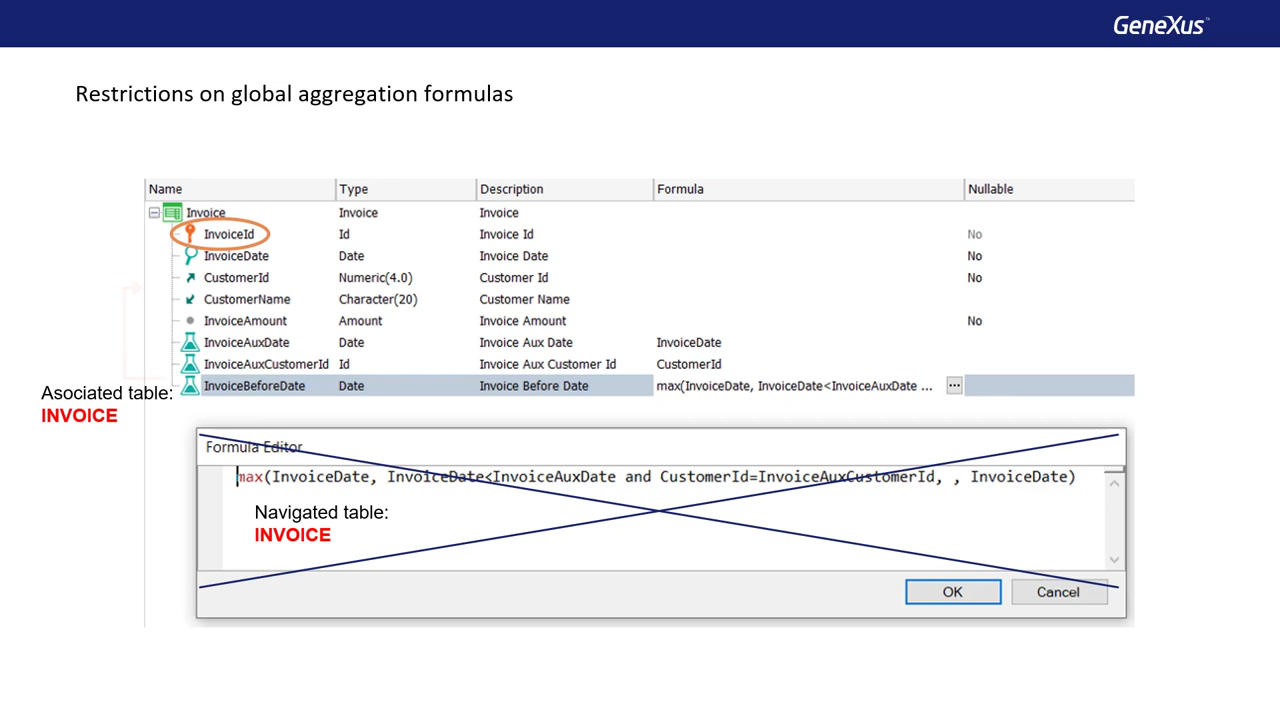 GeneXus™
Restrictions on global aggregation formulas
Name Type Description Formula Nullable
Invoice Invoice Invoice
InvoiceId Id Invoice Id No
InvoiceDate Date Invoice Date No
CustomerId Numeric(4.0) Customer Id No
CustomerName Character(20) Customer Name
InvoiceAmount Amount Invoice Amount No
InvoiceAuxDate Date Invoice Aux Date InvoiceDate
InvoiceAuxCustomerId Id Invoice Aux Customer Id CustomerId
InvoiceBeforeDate Date Invoice Before Date max(InvoiceDate, InvoiceDate<InvoiceAuxDate ... ...
Asociated table:
INVOICE
Formula Editor
max(InvoiceDate, InvoiceDate<InvoiceAuxDate and CustomerId=InvoiceAuxCustomerId, , InvoiceDate)
Navigated table:
INVOICE
OK Cancel